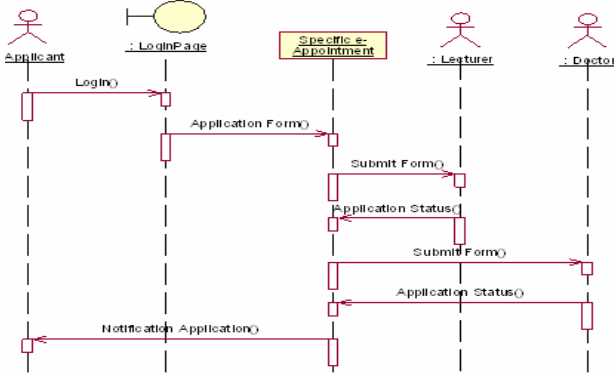 Applicant
: LoginPage
Specific e-
Appointment
: Lecturer
: Doctor
Login()
Application Form()
Submit Form()
Application Status()
Submit Form()
Application Status()
Notification Application()